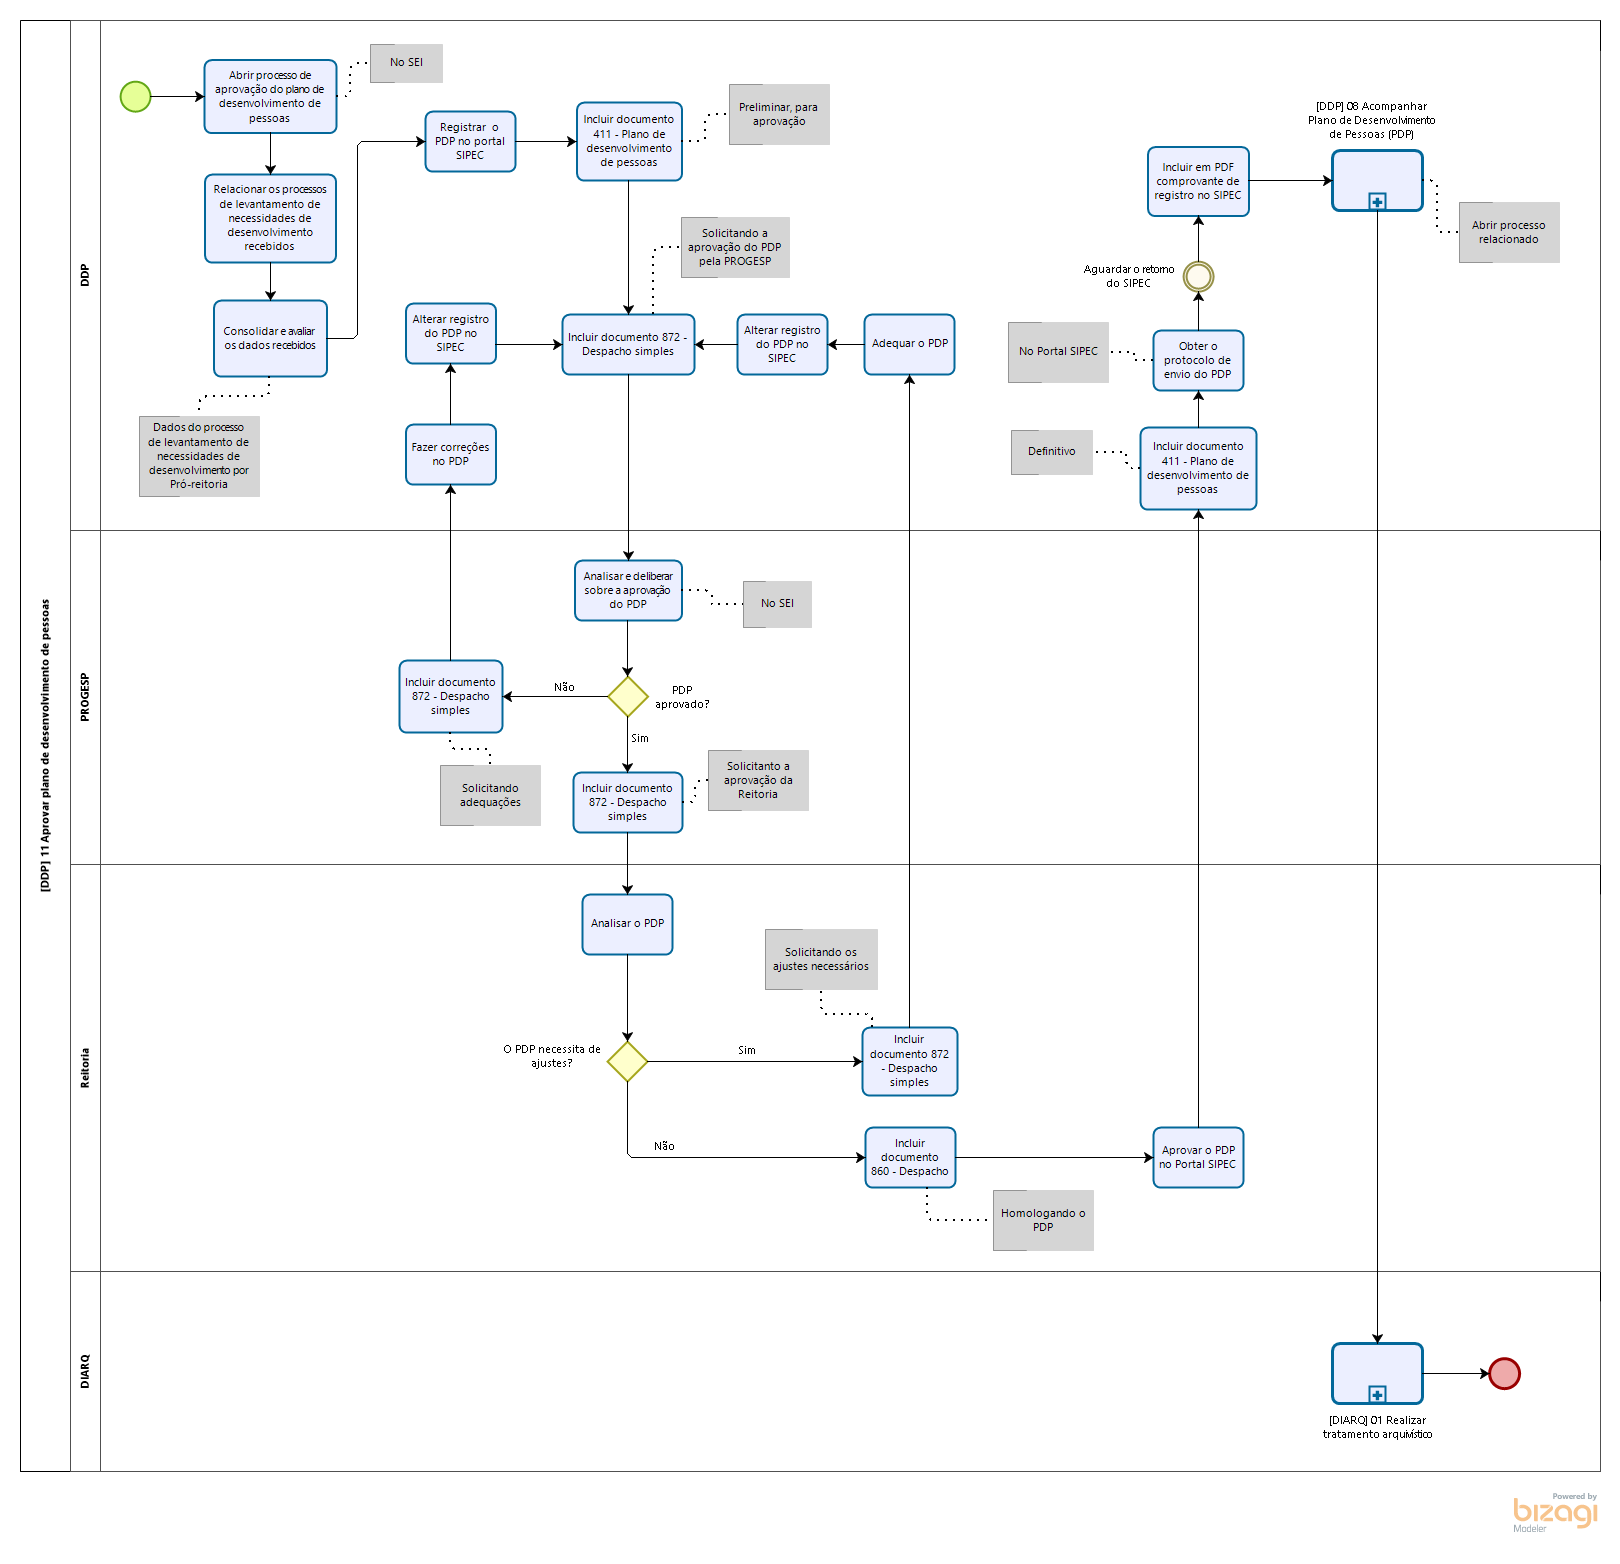 [DDP] 11 Aprovar plano de desenvolvimento de pessoas
DDP
Abrir processo de
aprovação do plano de
desenvolvimento de
pessoas
No SEI
Relacionar os processos
de levantamento de
necessidades de
desenvolvimento
recebidos
Consolidar e avaliar
os dados recebidos
Dados do processo
de levantamento de
necessidades de
desenvolvimento por
Pró-reitoria
Registrar o
PDP no portal
SIPEC
Incluir documento
411 - Plano de
desenvolvimento
de pessoas
Preliminar, para
aprovação
Solicitando a
aprovação do PDP
pela PROGESP
Alterar registro
do PDP no
SIPEC
Incluir documento 872 -
Despacho simples
Alterar registro
do PDP no
SIPEC
Adequar o PDP
Fazer correções
no PDP
[DDP] 08 Acompanhar
Plano de Desenvolvimento
de Pessoas (PDP)
Incluir em PDF
comprovante de
registro no SIPEC
Abrir processo
relacionado
Aguardar o retorno
do SIPEC
No Portal SIPEC
Obter o
protocolo de
envio do PDP
Definitivo
Incluir documento
411 - Plano de
desenvolvimento de
pessoas
PROGESP
Analisar e deliberar
sobre a aprovação
do PDP
No SEI
Incluir documento
872 - Despacho
simples
Não
PDP
aprovado?
Sim
Solicitando
adequações
Incluir documento
872 - Despacho
simples
Solicitanto a
aprovação da
Reitoria
Reitoria
Analisar o PDP
Solicitando os
ajustes necessários
O PDP necessita de
ajustes?
Sim
Incluir
documento 872
- Despacho
simples
Não
Incluir
documento
860 - Despacho
Aprovar o PDP
no Portal SIPEC
Homologando o
PDP
DIARQ
[DIARQ] 01 Realizar
tratamento arquivístico
Powered by
bizagi
Modeler